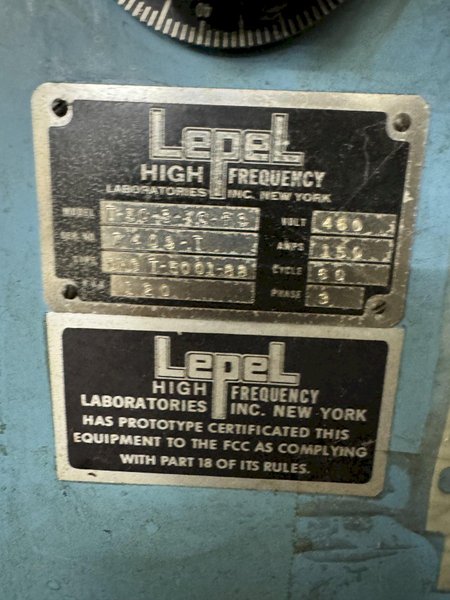 Lepel
HIGH FREQUENCY
LABORATORIES INC. NEW YORK
MODEL
VOLT 460
AMPS 150
TYPE
CYCLE 60
PHASE 3
Lepel
HIGH FREQUENCY
LABORATORIES INC. NEW YORK
HAS PROTOTYPE CERTIFICATED THIS
EQUIPMENT TO THE FCC AS COMPLYING
WITH PART 18 OF ITS RULES.